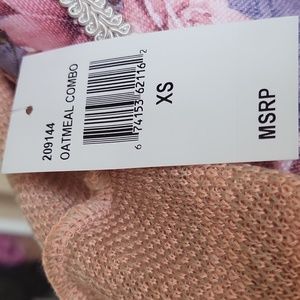 209144
OATMEAL COMBO
6 74153 62116 2
XS
MSRP